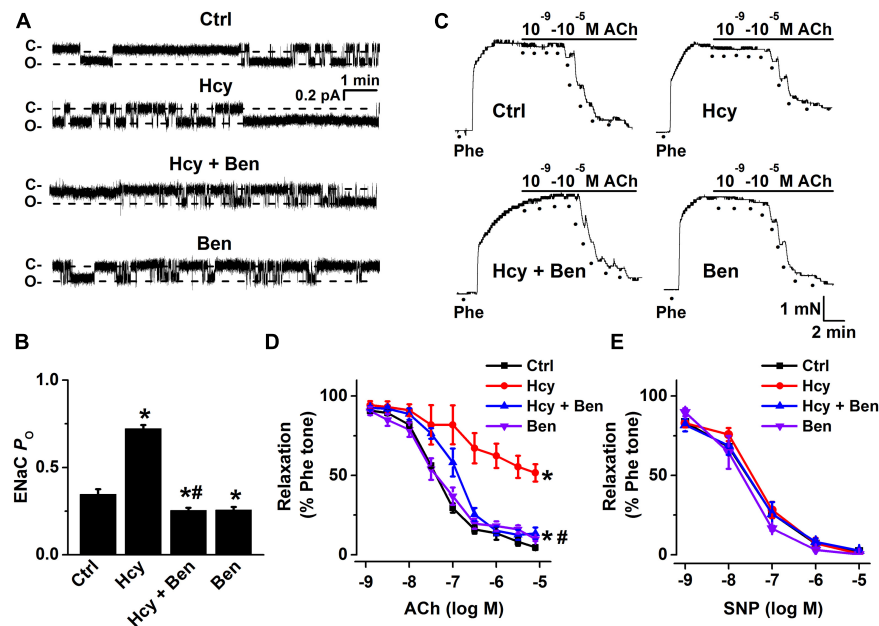 A
Ctrl
C-
O-
1 min
0.2 pA
Hcy
C-
O-
Hcy + Ben
C-
O-
Ben
C-
O-
B
ENaC PO
1.0
0.5
0.0
*
*#
*
Ctrl
Hcy
Hcy + Ben
Ben
C
10-9 -10-5 M ACh
Ctrl
Phe
10-9 -10-5 M ACh
Hcy
Phe
10-9 -10-5 M ACh
Hcy + Ben
Phe
10-9 -10-5 M ACh
Ben
Phe
1 mN
2 min
D
Ctrl
Hcy
Hcy + Ben
Ben
Relaxation
(% Phe tone)
100
50
0
*
*#
-9 -8 -7 -6 -5
ACh (log M)
E
Ctrl
Hcy
Hcy + Ben
Ben
Relaxation
(% Phe tone)
100
50
0
-9 -8 -7 -6 -5
SNP (log M)